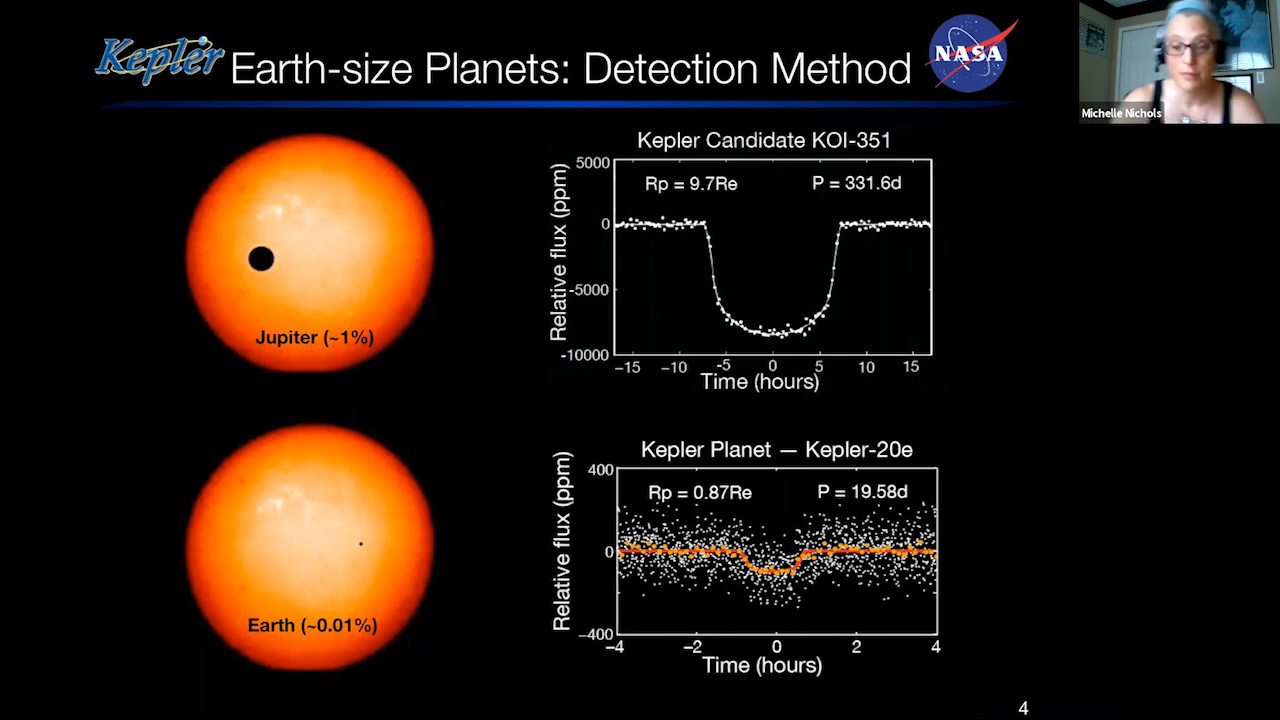 Kepler
Earth-size Planets: Detection Method
NASA
Michelle Nichols
Jupiter (~1%)
Kepler Candidate KOI-351
Rp = 9.7Re
P = 331.6d
Relative flux (ppm)
5000
0
-5000
-10000
−15 −10 -5 0 5 10 15
Time (hours)
Earth (~0.01%)
Kepler Planet — Kepler-20e
Rp = 0.87Re
P = 19.58d
Relative flux (ppm)
400
0
−400
−4 −2 0 2 4
Time (hours)
4